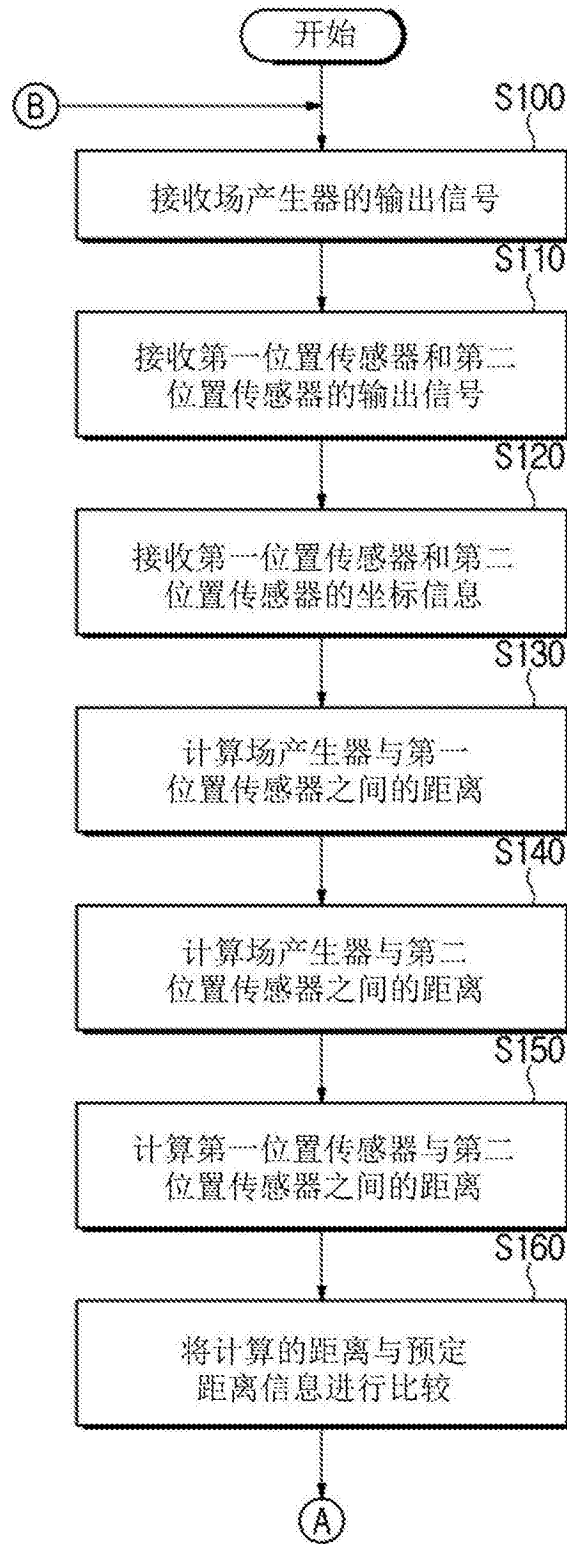 开始
B
S100
接收场产生器的输出信号
S110
接收第一位置传感器和第二
位置传感器的输出信号
S120
接收第一位置传感器和第二
位置传感器的坐标信息
S130
计算场产生器与第一
位置传感器之间的距离
S140
计算场产生器与第二
位置传感器之间的距离
S150
计算第一位置传感器与第二
位置传感器之间的距离
S160
将计算的距离与预定
距离信息进行比较
A